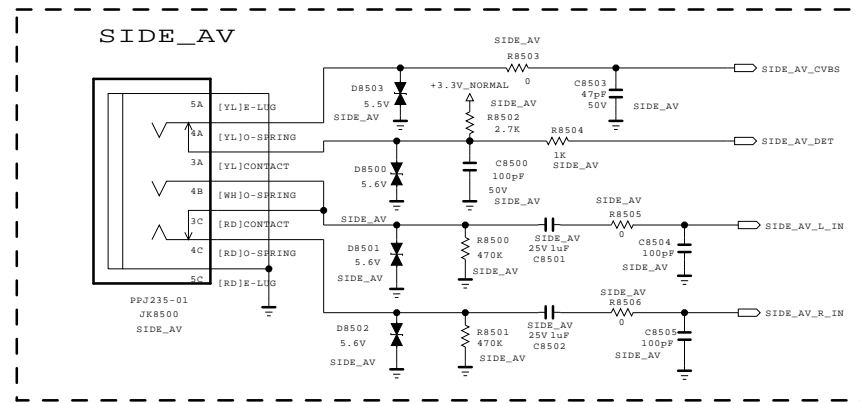 SIDE_AV
5A [YL]E-LUG
4A [YL]O-SPRING
3A [YL]CONTACT
4B [WH]O-SPRING
3C [RD]CONTACT
4C [RD]O-SPRING
5C [RD]E-LUG
PPJ235-01
JK8500
SIDE_AV
D8503
5.5V
SIDE_AV
SIDE_AV
R8503
0
C8503
47pF
50V
SIDE_AV
SIDE_AV_CVBS
+3.3V_NORMAL
SIDE_AV
R8502
2.7K
R8504
1K
SIDE_AV
SIDE_AV_DET
D8500
5.6V
C8500
100pF
50V
SIDE_AV
SIDE_AV
D8501
5.6V
SIDE_AV
R8500
470K
SIDE_AV
25V 1uF
C8501
SIDE_AV
SIDE_AV
R8505
0
C8504
100pF
SIDE_AV
SIDE_AV_L_IN
D8502
5.6V
SIDE_AV
R8501
470K
SIDE_AV
SIDE_AV
25V 1uF
C8502
SIDE_AV
R8506
0
C8505
100pF
SIDE_AV
SIDE_AV_R_IN